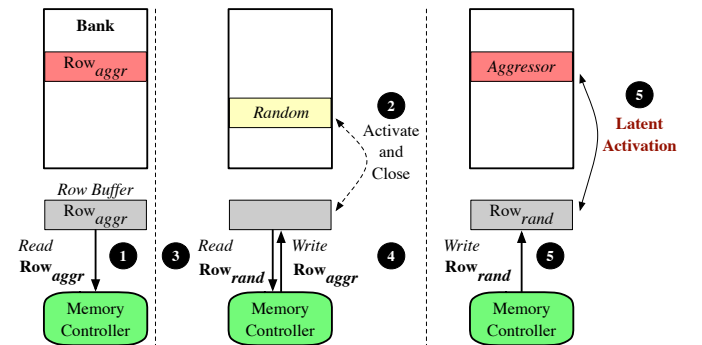 Bank
Row aggr
Row Buffer
Row aggr
Read
Row aggr
1
Memory
Controller
Random
2
Activate
and
Close
3
Read
Row rand
Write
Row aggr
4
Memory
Controller
Aggressor
5
Latent
Activation
Row rand
Write
Row rand
5
Memory
Controller